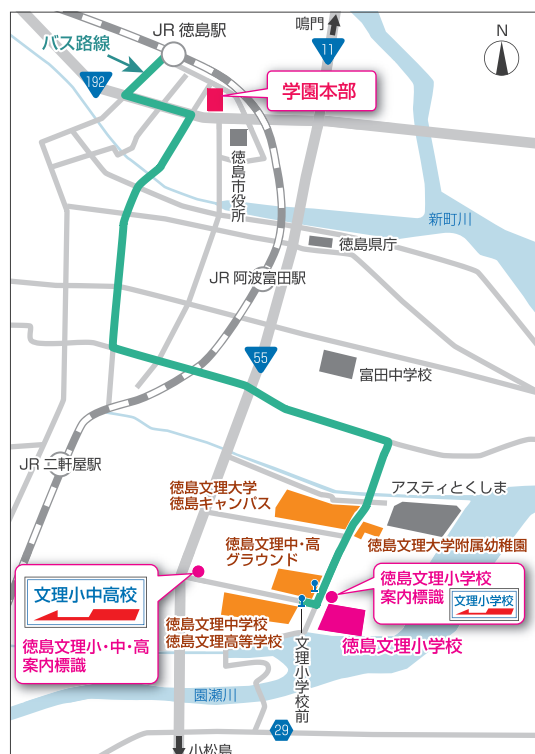 JR 徳島駅
鳴門
N
バス路線
11
192
学園本部
徳島市役所
新町川
徳島県庁
JR 阿波富田駅
55
富田中学校
JR 二軒屋駅
アスティとくしま
徳島文理大学
徳島キャンパス
徳島文理大学附属幼稚園
徳島文理中・高
グラウンド
文理小中高校
徳島文理小・中・高
案内標識
徳島文理小学校
案内標識
文理小学校
徳島文理中学校
徳島文理高等学校
文理小学校前
徳島文理小学校
園瀬川
29
小松島